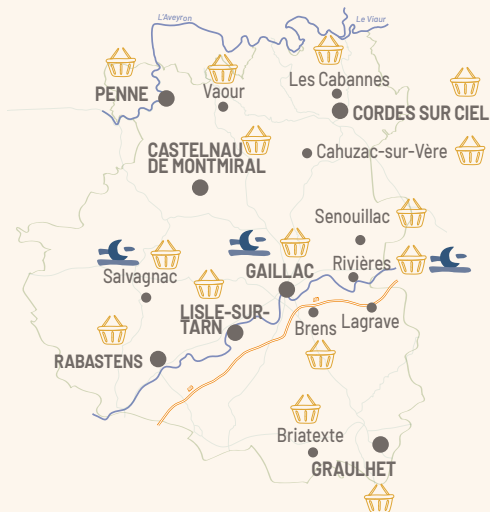 L'Aveyron
Le Viaur
Les Cabannes
PENNE
Vaour
CORDES SUR CIEL
CASTELNAU
DE MONTMIRAL
Cahuzac-sur-Vère
Senouillac
Rivières
GAILLAC
Salvagnac
LISLE-SUR-
TARN
Brens
Lagrave
RABASTENS
Briatexte
GRAULHET